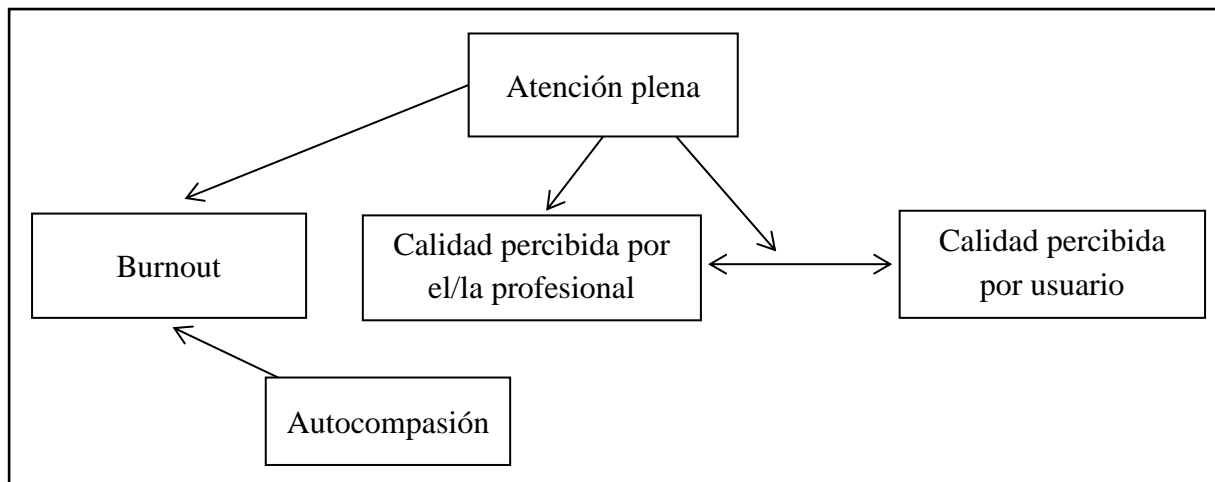 Atención plena
Burnout
Calidad percibida por
el/la profesional
Calidad percibida
por usuario
Autocompasión